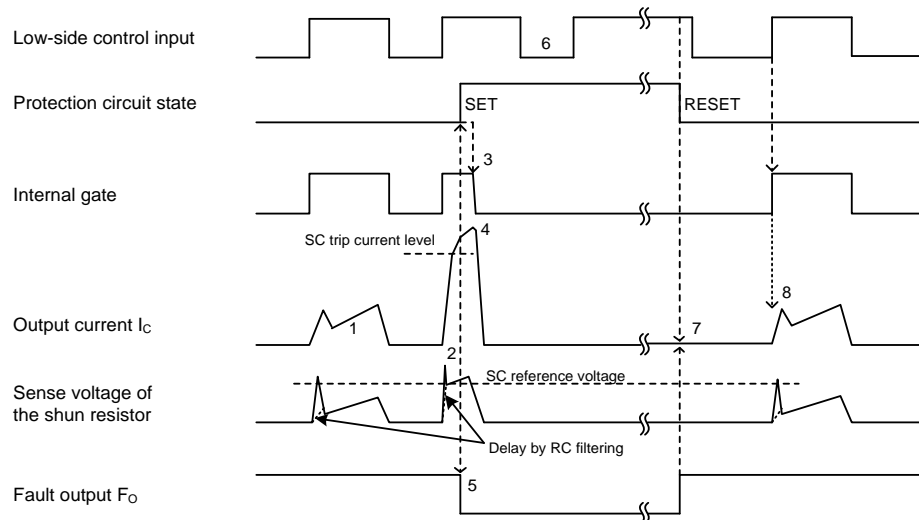 Low-side control input
6
Protection circuit state
SET
RESET
3
Internal gate
4
SC trip current level
8
Output current IC
1
7
2
SC reference voltage
Sense voltage of
the shun resistor
Delay by RC filtering
5
Fault output FO